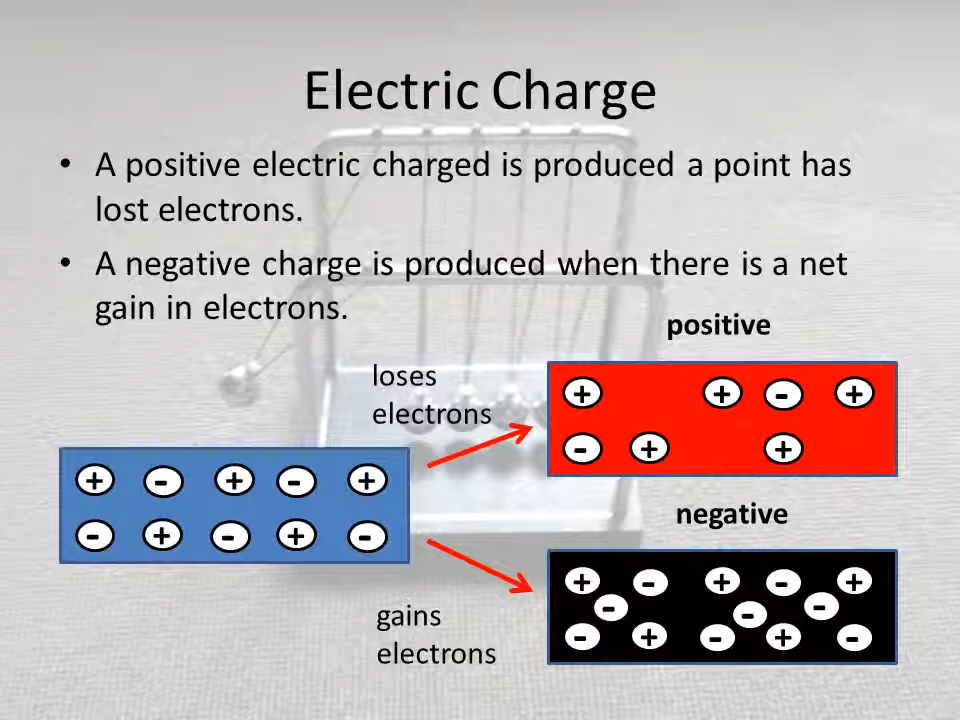 Electric Charge
• A positive electric charged is produced a point has
lost electrons.
• A negative charge is produced when there is a net
gain in electrons.
positive
loses
electrons
+ + - +
- + +
+ - + - +
- + - + -
negative
+ - + - +
- - -
- + - + -
gains
electrons